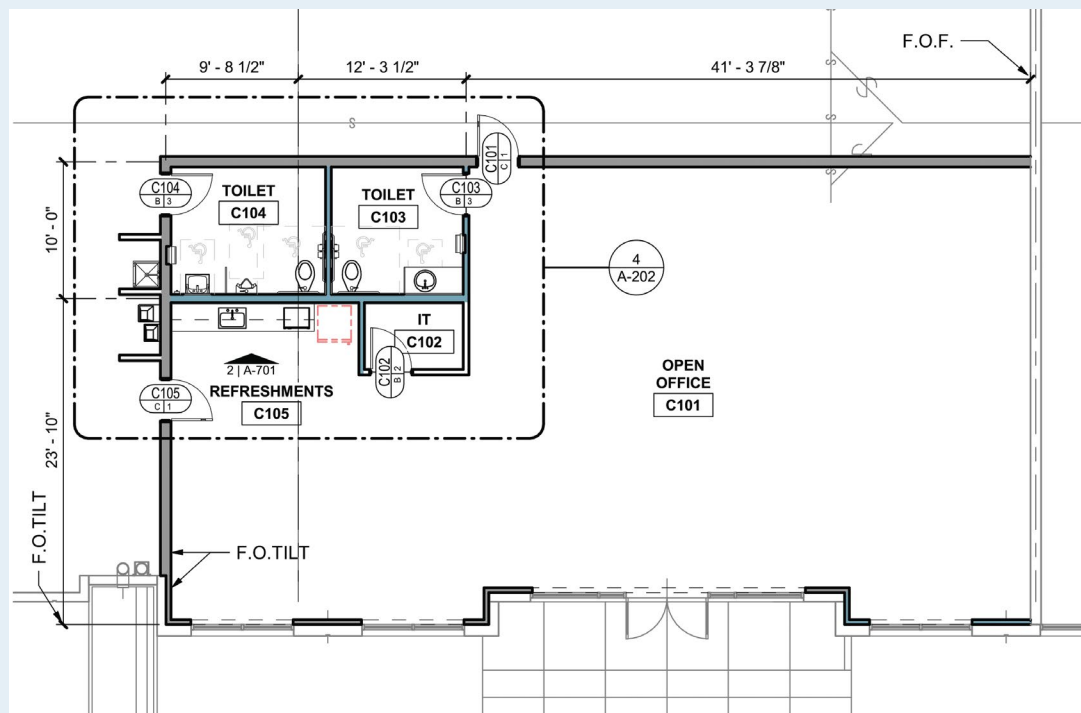 F.O.F.
9' - 8 1/2"
12' - 3 1/2"
41' - 3 7/8"
S
S
S
S
C101
C 1
C104
B 3
TOILET
C104
TOILET
C103
C103
B 3
10' - 0"
4
A-202
IT
C102
C102
B 2
2 | A-701
REFRESHMENTS
C105
C105
C 1
OPEN
OFFICE
C101
23' - 10"
F.O.TILT
F.O.TILT